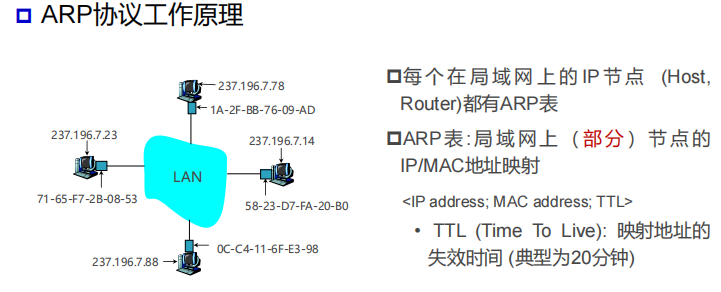 ARP协议工作原理
237.196.7.78
1A-2F-BB-76-09-AD
237.196.7.23
237.196.7.14
LAN
71-65-F7-2B-08-53
58-23-D7-FA-20-B0
0C-C4-11-6F-E3-98
237.196.7.88
每个在局域网上的IP节点 (Host,
Router)都有ARP表
ARP表:局域网上（部分）节点的
IP/MAC地址映射
<IP address; MAC address; TTL>
• TTL (Time To Live): 映射地址的
失效时间 (典型为20分钟)